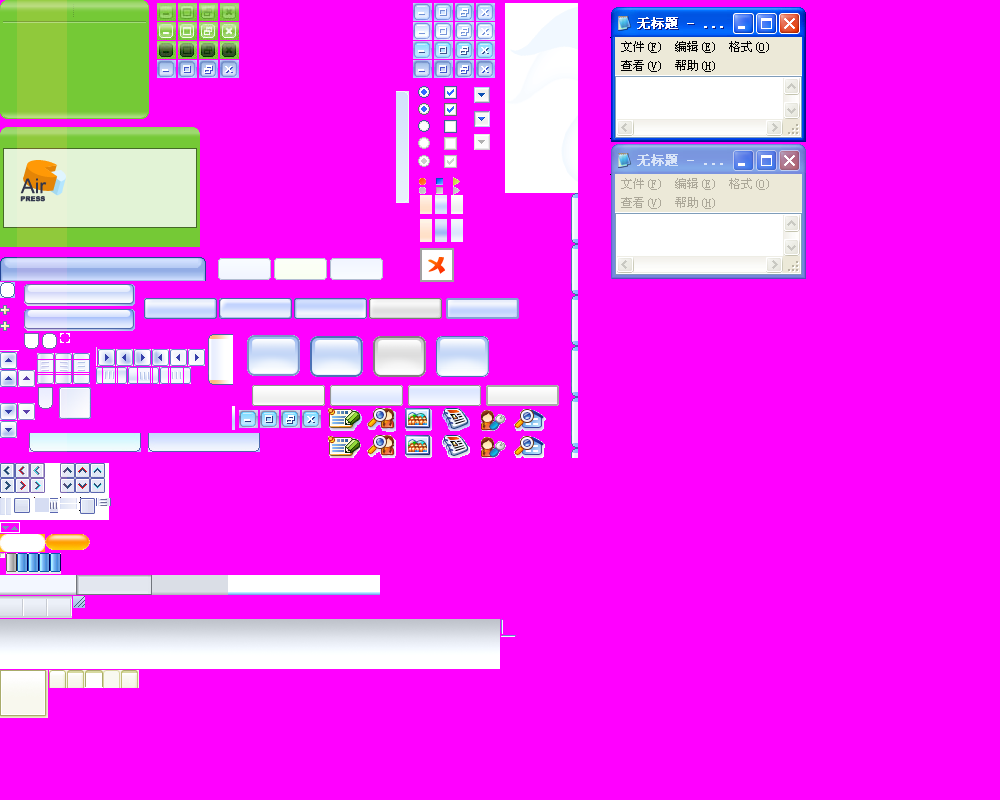 无标题 - ...
文件(F) 编辑(E) 格式(O)
查看(V) 帮助(H)
无标题 - ...
文件(F) 编辑(E) 格式(O)
查看(V) 帮助(H)
Air
PRESS